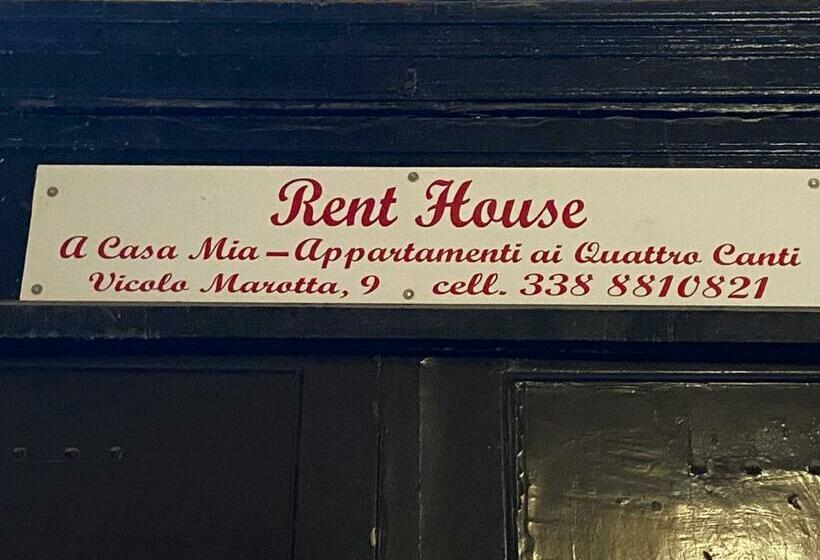 Rent House
A Casa Mia – Appartamenti ai Quattro Canti
Vicolo Marotta, 9 cell. 338 8810821